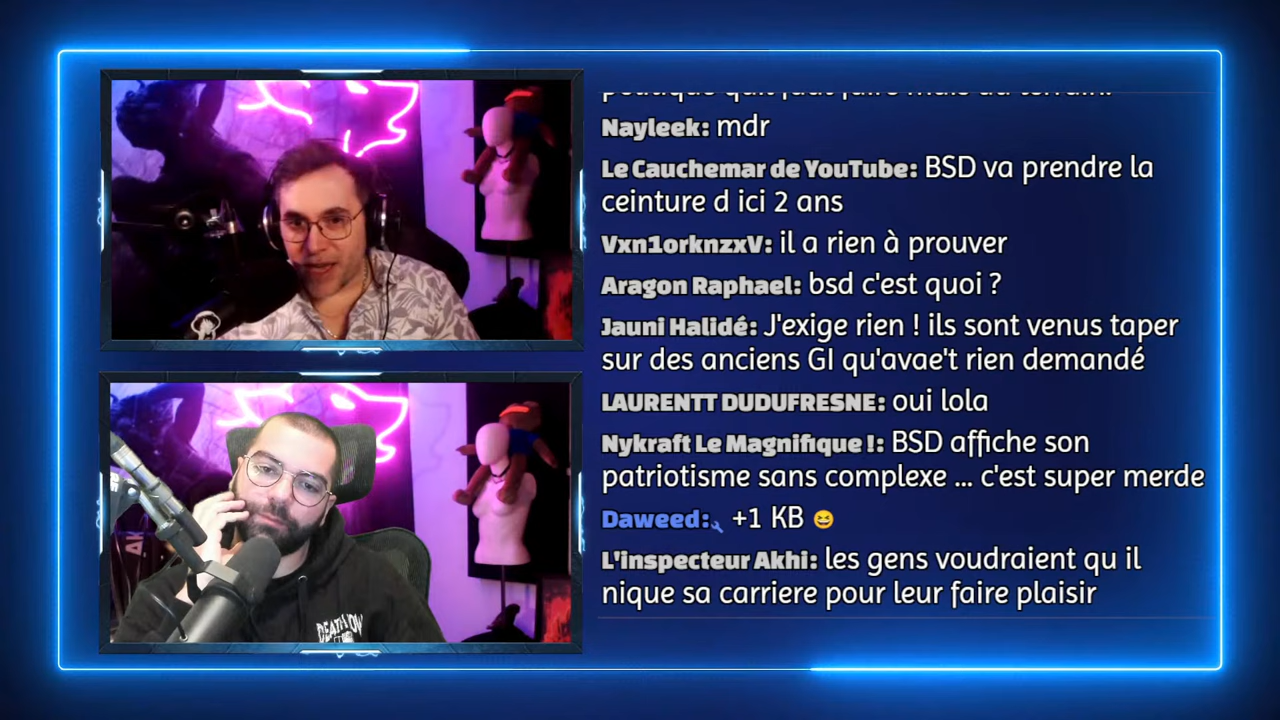 Nayleek: mdr
Le Cauchemar de YouTube: BSD va prendre la
ceinture d ici 2 ans
Vxn1orknzxV: il a rien à prouver
Aragon Raphael: bsd c'est quoi ?
Jauni Halidé: J'exige rien ! ils sont venus taper
sur des anciens GI qu'avae't rien demandé
LAURENTT DUDUFRESNE: oui lola
Nykraft Le Magnifique !: BSD affiche son
patriotisme sans complexe ... c'est super merde
Daweed: +1 KB 😆
L'inspecteur Akhi: les gens voudraient qu il
nique sa carriere pour leur faire plaisir